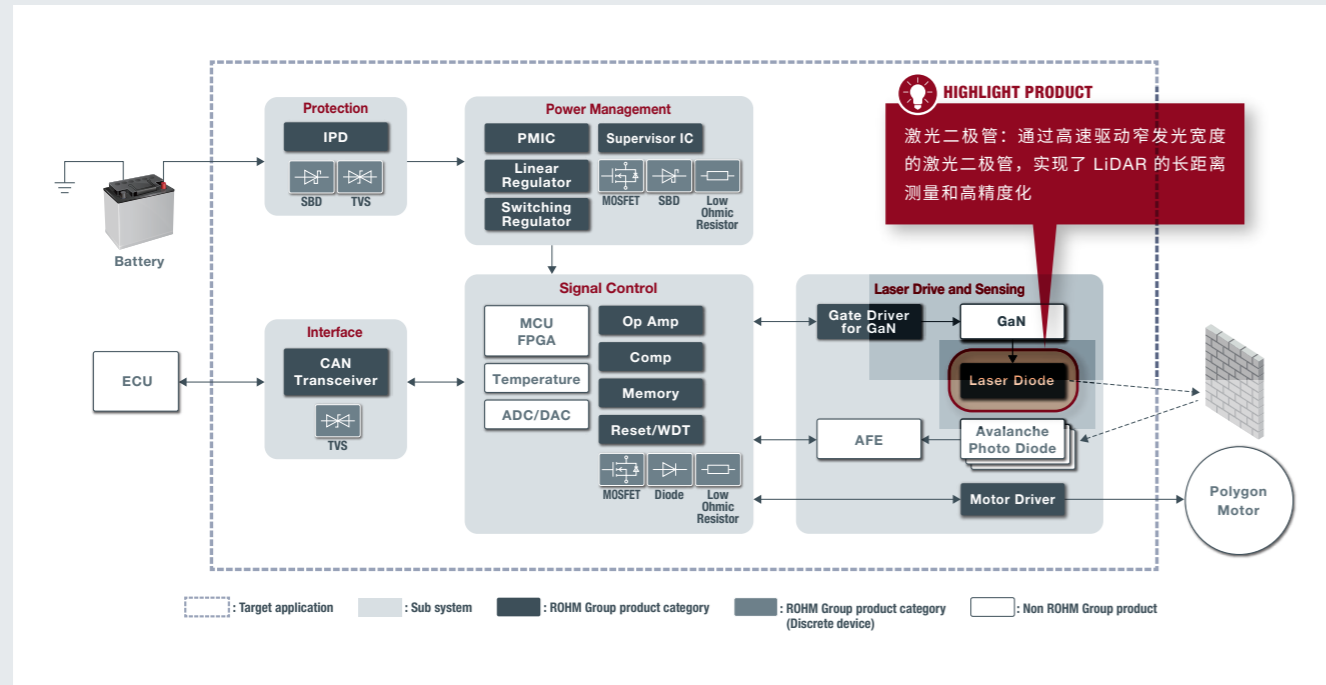 HIGHLIGHT PRODUCT
激光二极管：通过高速驱动窄发光宽度
的激光二极管，实现了 LiDAR 的长距离
测量和高精度化
Protection
IPD
SBD
TVS
Power Management
PMIC
Supervisor IC
Linear
Regulator
Switching
Regulator
MOSFET
SBD
Low
Ohmic
Resistor
Battery
Signal Control
MCU
FPGA
Temperature
ADC/DAC
Op Amp
Comp
Memory
Reset/WDT
MOSFET
Diode
Low
Ohmic
Resistor
Interface
CAN
Transceiver
TVS
ECU
Laser Drive and Sensing
Gate Driver
for GaN
GaN
Laser Diode
AFE
Avalanche
Photo Diode
Motor Driver
Polygon
Motor
: Target application
: Sub system
: ROHM Group product category
: ROHM Group product category
(Discrete device)
: Non ROHM Group product